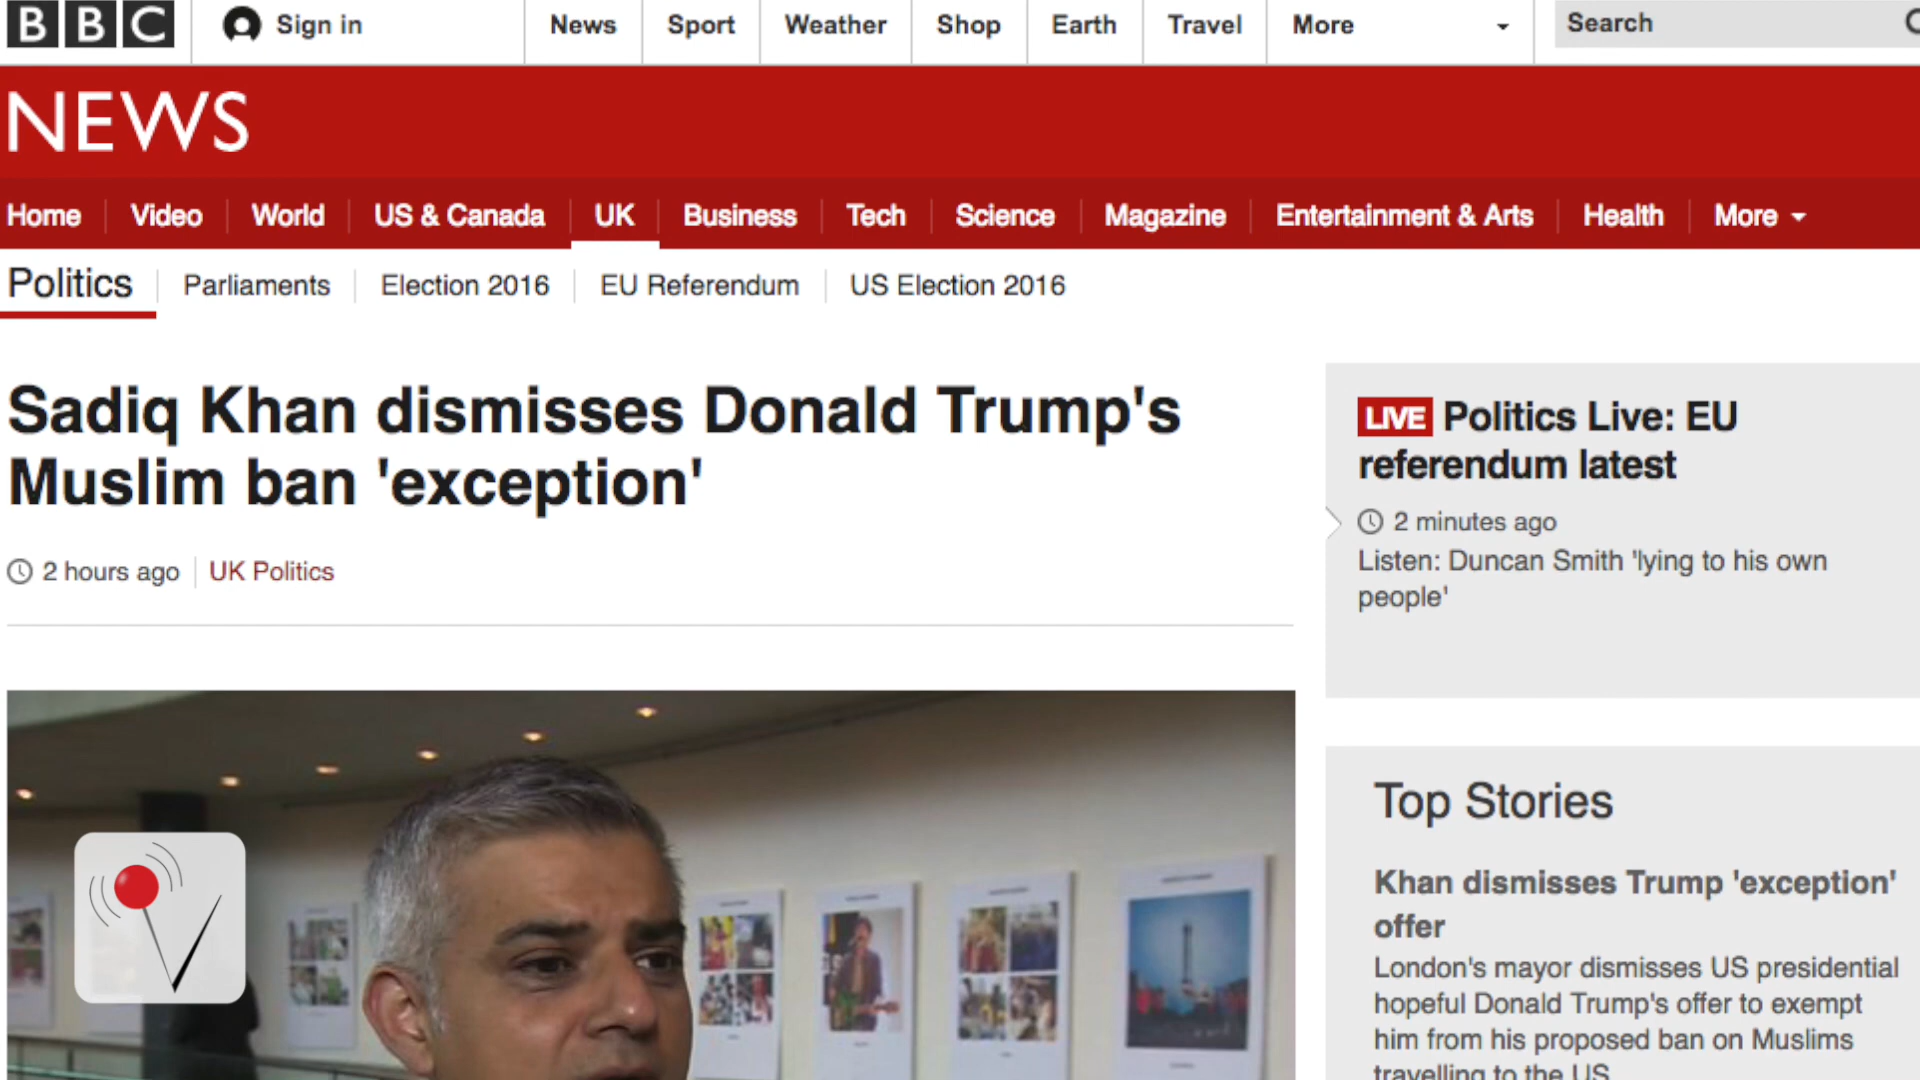 BBC
Sign in
News
Sport
Weather
Shop
Earth
Travel
More
Search
NEWS
Home
Video
World
US & Canada
UK
Business
Tech
Science
Magazine
Entertainment & Arts
Health
More
Politics
Parliaments
Election 2016
EU Referendum
US Election 2016
Sadiq Khan dismisses Donald Trump's
Muslim ban 'exception'
2 hours ago
UK Politics
LIVE Politics Live: EU
referendum latest
2 minutes ago
Listen: Duncan Smith 'lying to his own
people'
Top Stories
Khan dismisses Trump 'exception'
offer
London's mayor dismisses US presidential
hopeful Donald Trump's offer to exempt
him from his proposed ban on Muslims
travelling to the US